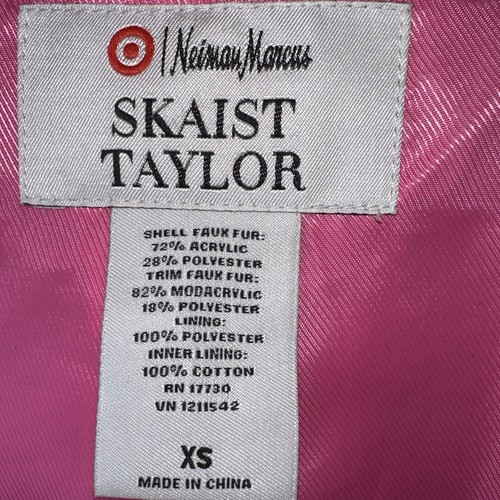 | Neiman Marcus
SKAIST
TAYLOR
SHELL FAUX FUR:
72% ACRYLIC
28% POLYESTER
TRIM FAUX FUR:
82% MODACRYLIC
18% POLYESTER
LINING:
100% POLYESTER
INNER LINING:
100% COTTON
RN 17730
VN 1211542
XS
MADE IN CHINA